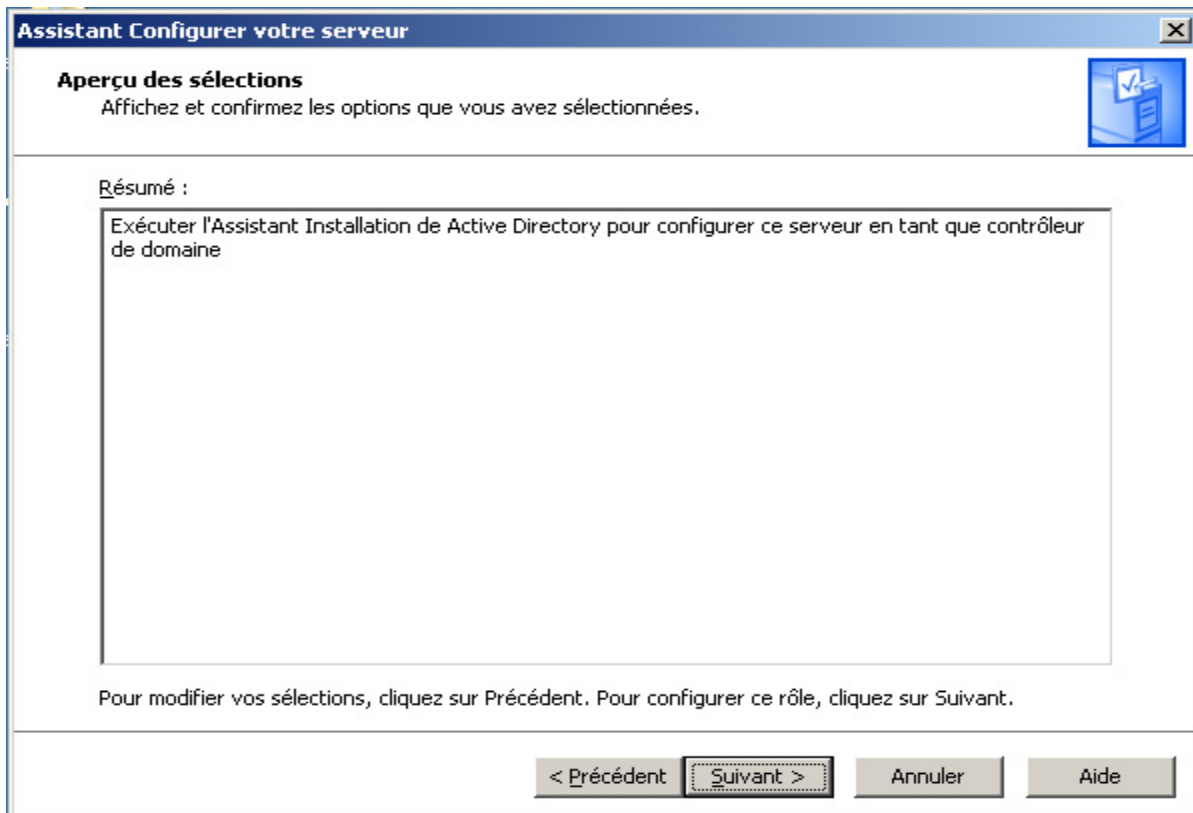 Assistant Configurer votre serveur
Aperçu des sélections
Affichez et confirmez les options que vous avez sélectionnées.
Résumé :
Exécuter l'Assistant Installation de Active Directory pour configurer ce serveur en tant que contrôleur
de domaine
Pour modifier vos sélections, cliquez sur Précédent. Pour configurer ce rôle, cliquez sur Suivant.
< Précédent Suivant > Annuler Aide